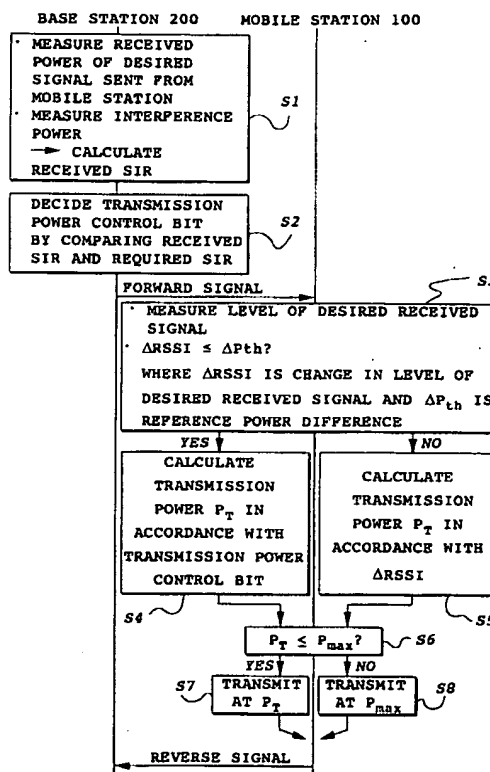 BASE STATION 200 MOBILE STATION 100
· MEASURE RECEIVED
POWER OF DESIRED
SIGNAL SENT FROM
MOBILE STATION
· MEASURE INTERFERENCE
POWER
→ CALCULATE
RECEIVED SIR
S1
DECIDE TRANSMISSION
POWER CONTROL BIT
BY COMPARING RECEIVED
SIR AND REQUIRED SIR
S2
FORWARD SIGNAL
· MEASURE LEVEL OF DESIRED RECEIVED
SIGNAL
· ΔRSSI ≤ ΔPth?
WHERE ΔRSSI IS CHANGE IN LEVEL OF
DESIRED RECEIVED SIGNAL AND ΔPth IS
REFERENCE POWER DIFFERENCE
YES NO
CALCULATE
TRANSMISSION
POWER PT IN
ACCORDANCE WITH
TRANSMISSION POWER
CONTROL BIT
S4
CALCULATE
TRANSMISSION
POWER PT IN
ACCORDANCE WITH
ΔRSSI
S5
PT ≤ Pmax?
S6
YES NO
S7
TRANSMIT
AT PT
TRANSMIT
AT Pmax
S8
REVERSE SIGNAL